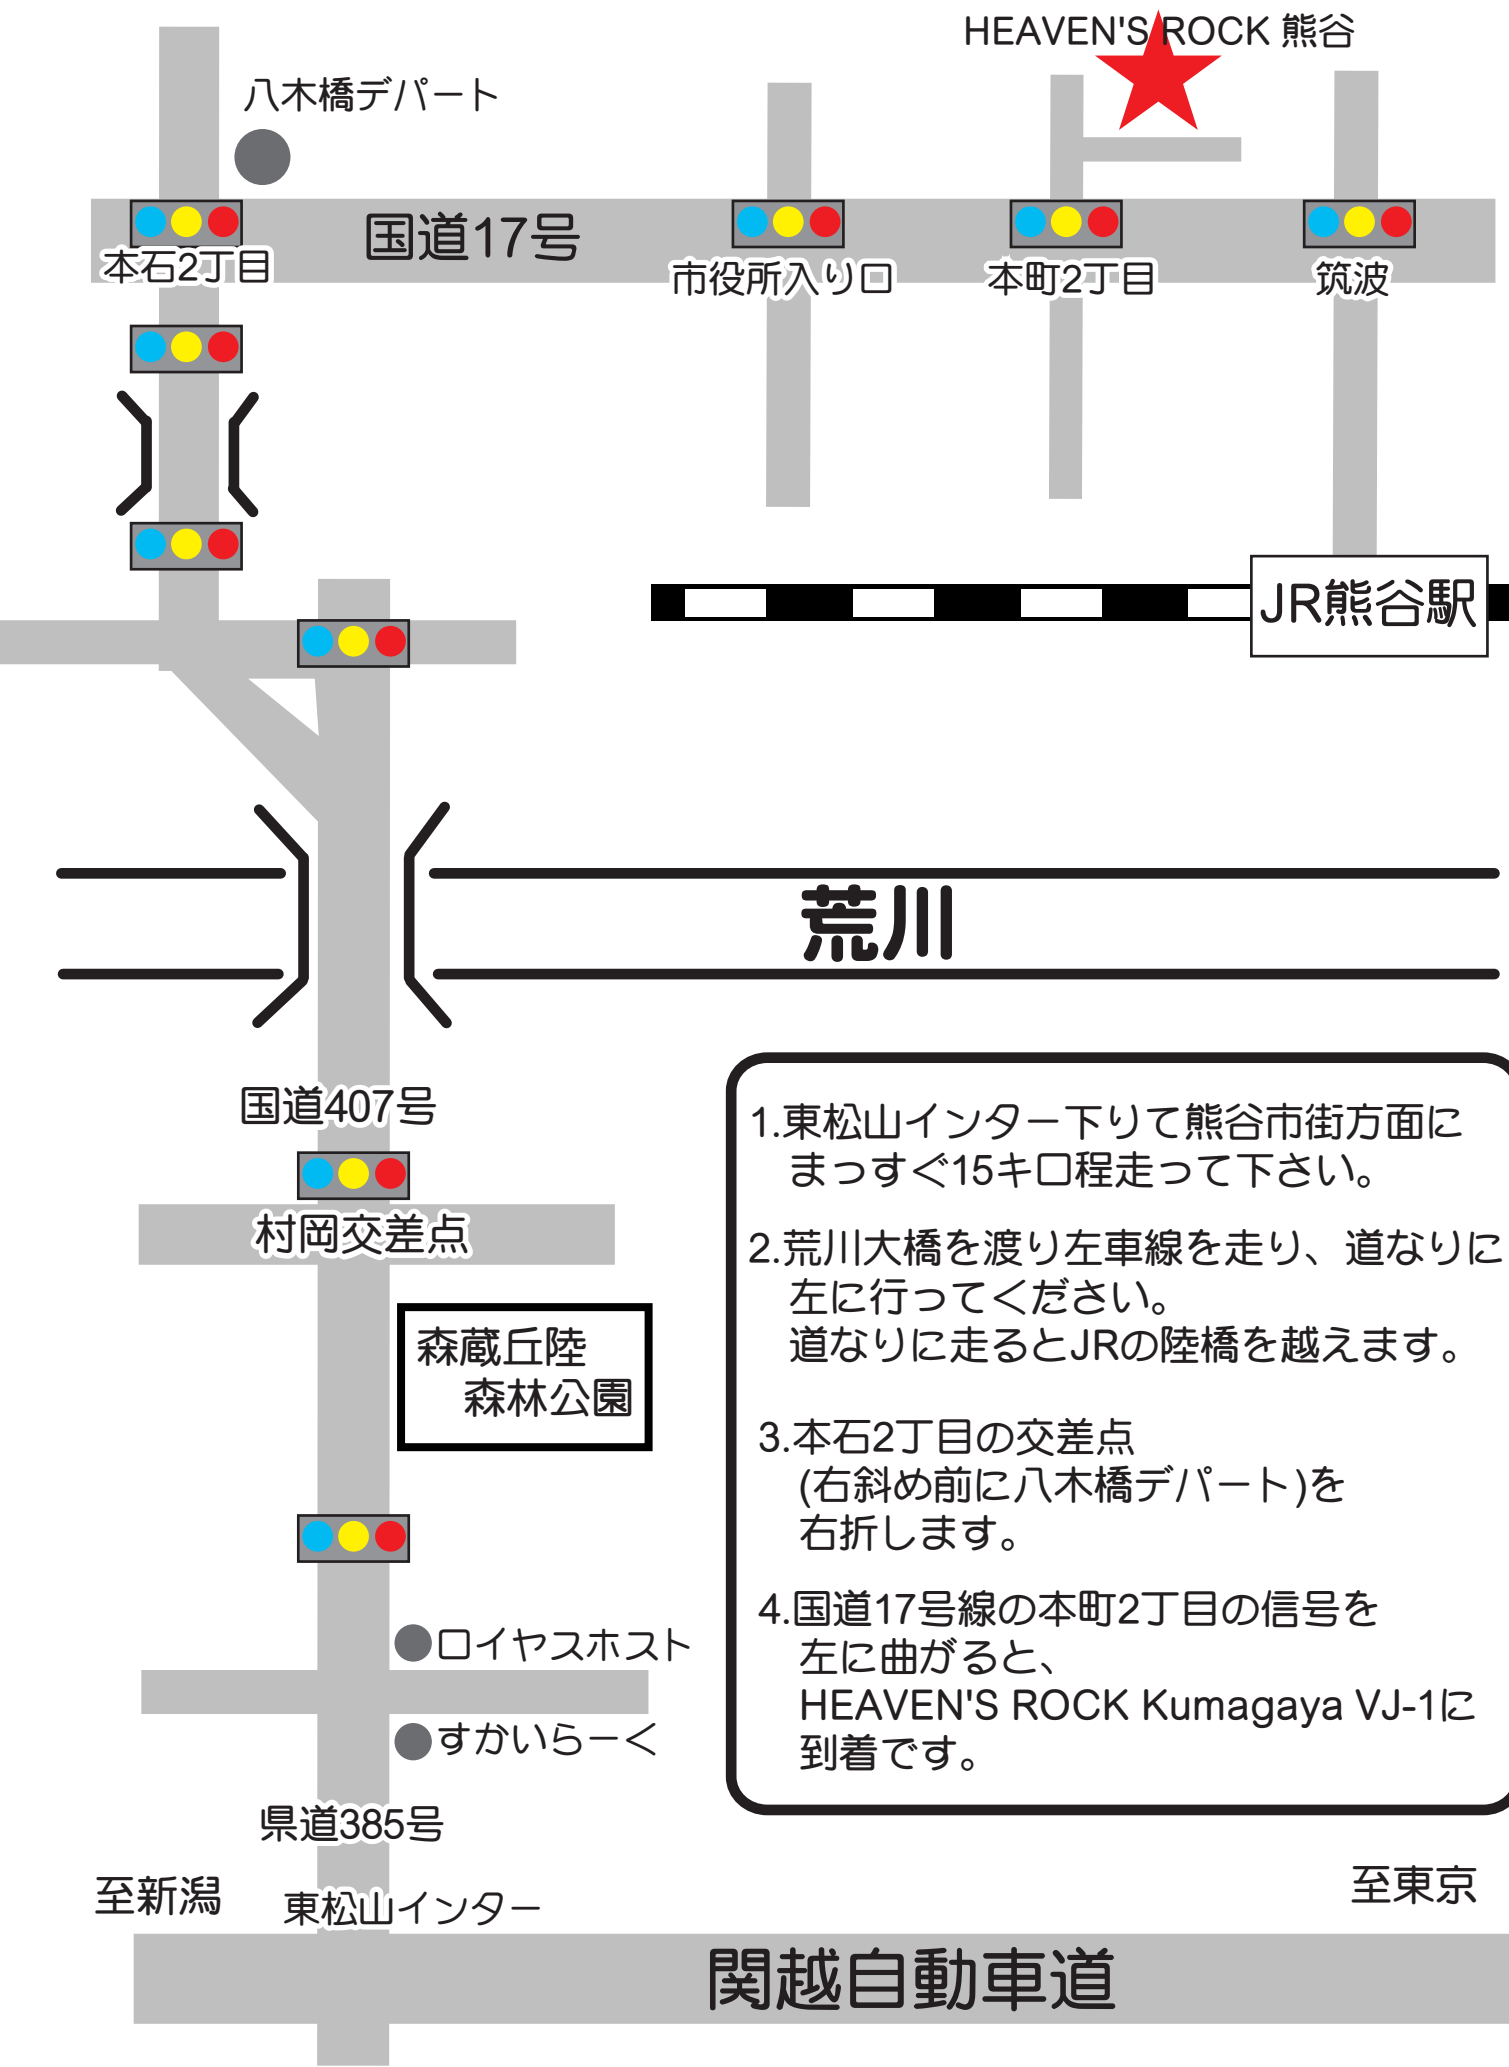 HEAVEN'S ROCK 熊谷
八木橋デパート
国道17号
本石2丁目
市役所入り口
本町2丁目
筑波
JR熊谷駅
荒川
国道407号
村岡交差点
森蔵丘陸
森林公園
1.東松山インター下りて熊谷市街方面に
まっすぐ15キロ程走って下さい。
2.荒川大橋を渡り左車線を走り、道なりに
左に行ってください。
道なりに走るとJRの陸橋を越えます。
3.本石2丁目の交差点
(右斜め前に八木橋デパート)を
右折します。
4.国道17号線の本町2丁目の信号を
左に曲がると、
HEAVEN'S ROCK Kumagaya VJ-1に
到着です。
ロイヤスホスト
すかいらーく
県道385号
至新潟
東松山インター
至東京
関越自動車道